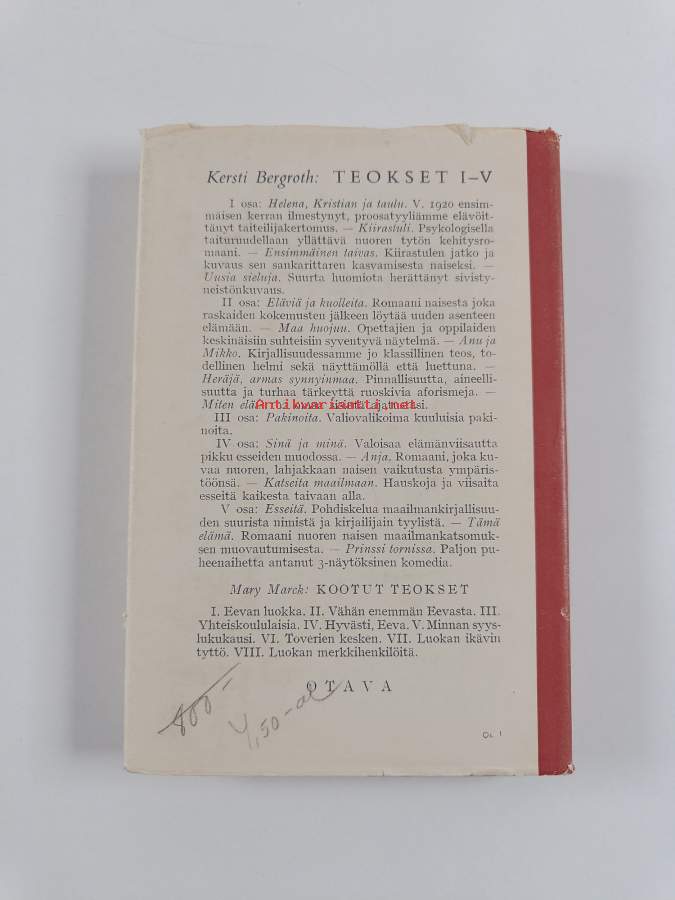 Kersti Bergroth: TEOKSET I–V
I osa: Helena, Kristian ja taulu. V. 1920 ensim-
mäisen kerran ilmestynyt, proosatyyliämme elävöit-
tänyt taiteilijakertomus. — Kiirastuli. Psykologisella
taituruudellaan yllättävä nuoren tytön kehitysro-
maani. — Ensimmäinen taivas. Kiirastulen jatko ja
kuvaus sen sankarittaren kasvamisesta naiseksi. —
Uusia sieluja. Suurta huomiota herättänyt sivisty-
neistönkuvaus.
II osa: Eläviä ja kuolleita. Romaani naisesta joka
raskaiden kokemusten jälkeen löytää uuden asenteen
elämään. — Maa huojuu. Opettajien ja oppilaiden
keskinäisiin suhteisiin syventyvä näytelmä. — Anu ja
Mikko. Kirjallisuudessamme jo klassillinen teos, to-
dellinen helmi sekä näyttämöllä että luettuna. —
Heräjä, armas synnyinmaa. Pinnallisuutta, aineelli-
suutta ja turhaa tärkeyttä ruoskivia aforismeja. —
Miten
Antikvariaatti.net
III osa: Pakinoita. Valiovalikoima kuuluisia paki-
noita.
IV osa: Sinä ja minä. Valoisaa elämänviisautta
pikku esseiden muodossa. — Anja. Romaani, joka ku-
vaa nuoren, lahjakkaan naisen vaikutusta ympäris-
töönsä. — Katseita maailmaan. Hauskoja ja viisaita
esseitä kaikesta taivaan alla.
V osa: Esseitä. Pohdiskelua maailmankirjallisuu-
den suurista nimistä ja kirjailijain tyylistä. — Tämä
elämä. Romaani nuoren naisen maailmankatsomuk-
sen muovautumisesta. — Prinssi tornissa. Paljon pu-
heenaihetta antanut 3-näytöksinen komedia.
Mary Marck: KOOTUT TEOKSET
I. Eevan luokka. II. Vähän enemmän Eevasta. III.
Yhteiskoululaisia. IV. Hyvästi, Eeva. V. Minnan syys-
lukukausi. VI. Toverien kesken. VII. Luokan ikävin
tyttö. VIII. Luokan merkkihenkilöitä.
OTAVA
800-
4,50